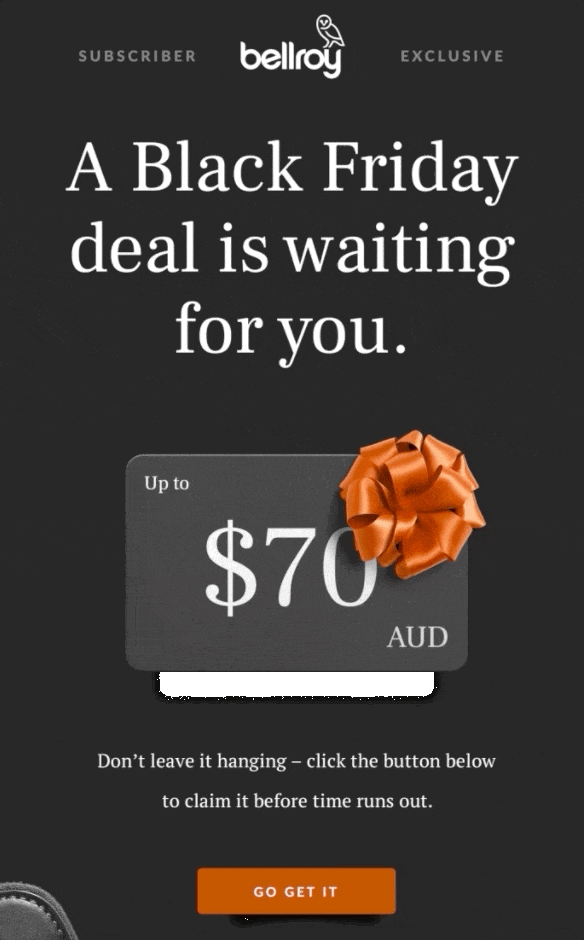 SUBSCRIBER bellroy EXCLUSIVE
A Black Friday
deal is waiting
for you.
Up to
$70
AUD
Don’t leave it hanging – click the button below
to claim it before time runs out.
GO GET IT